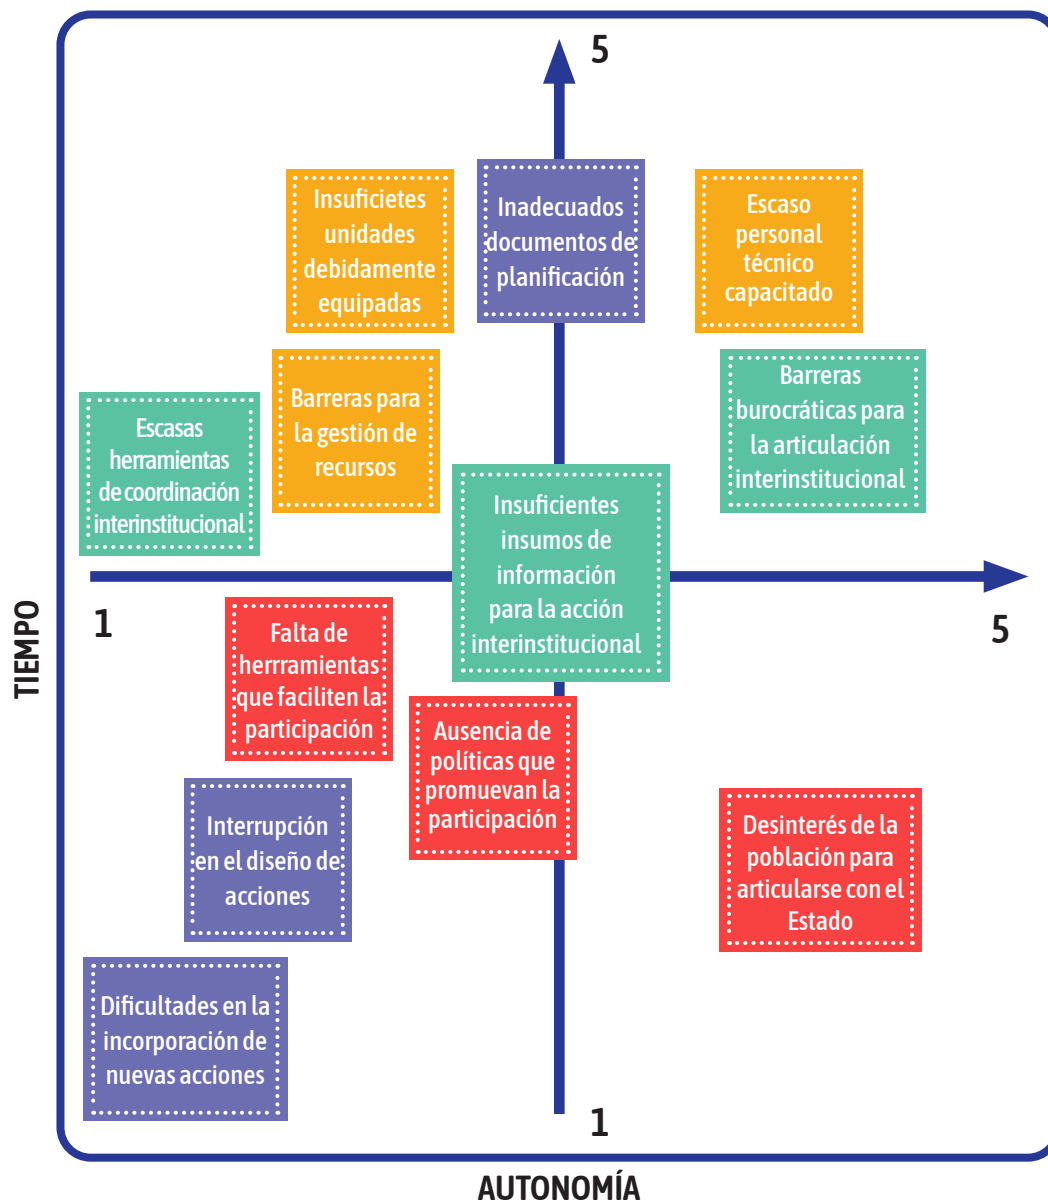 5
Insuficietes
unidades
debidamente
equipadas
Inadecuados
documentos de
planificación
Escaso
personal
técnico
capacitado
Barreras para
la gestión de
recursos
Barreras
burocráticas para
la articulación
interinstitucional
Escasas
herramientas
de coordinación
interinstitucional
Insuficientes
insumos de
información
para la acción
interinstitucional
1
5
TIEMPO
Falta de
herrramientas
que faciliten la
participación
Ausencia de
políticas que
promuevan la
participación
Interrupción
en el diseño de
acciones
Desinterés de la
población para
articularse con el
Estado
Dificultades en la
incorporación de
nuevas acciones
1
AUTONOMÍA